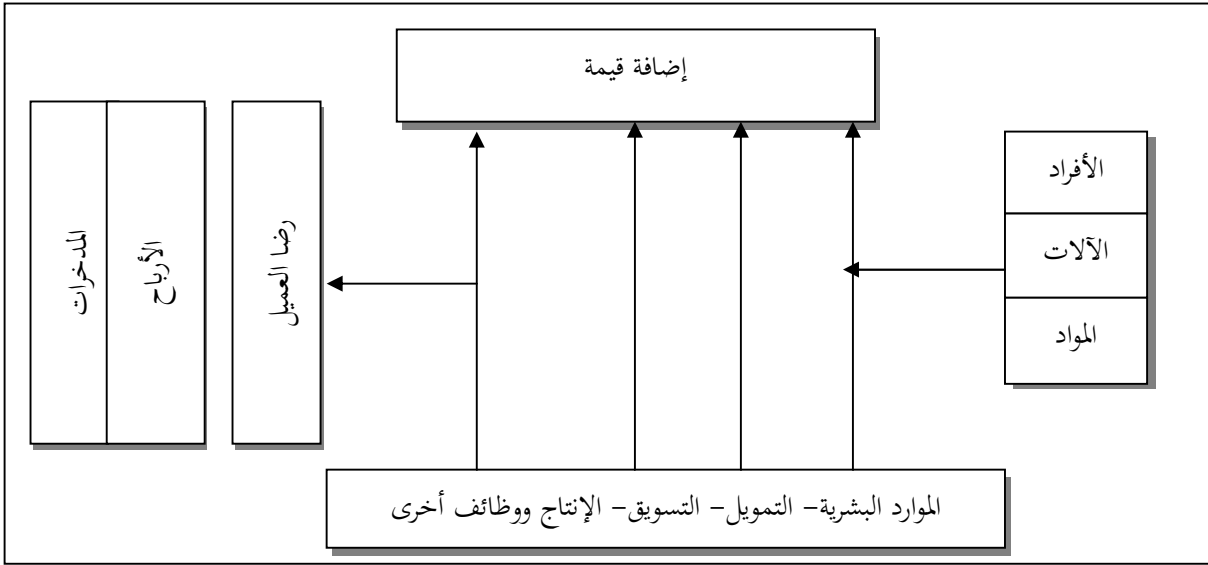 إضافة قيمة
الأفراد
الآلات
المواد
رضا العميل
الأرباح
المدخرات
الموارد البشرية– التمويل– التسويق– الإنتاج ووظائف أخرى